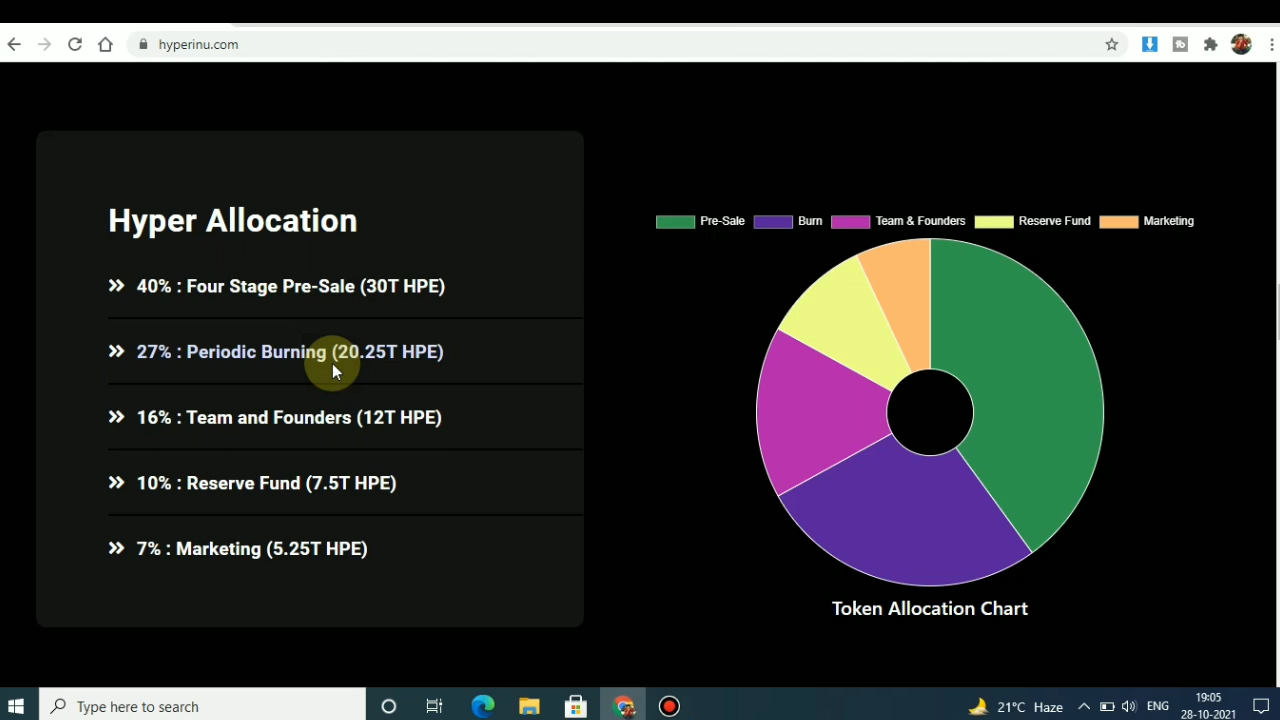 hyperinu.com
Hyper Allocation
40% : Four Stage Pre-Sale (30T HPE)
27% : Periodic Burning (20.25T HPE)
16% : Team and Founders (12T HPE)
10% : Reserve Fund (7.5T HPE)
7% : Marketing (5.25T HPE)
Pre-Sale Burn Team & Founders Reserve Fund Marketing
Token Allocation Chart
Type here to search
21°C Haze
ENG
19:05
28-10-2021